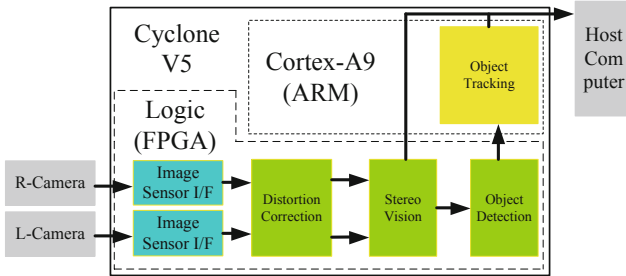 Cyclone
V5
Cortex-A9
(ARM)
Object
Tracking
Host
Com
puter
Logic
(FPGA)
R-Camera
Image
Sensor I/F
L-Camera
Image
Sensor I/F
Distortion
Correction
Stereo
Vision
Object
Detection